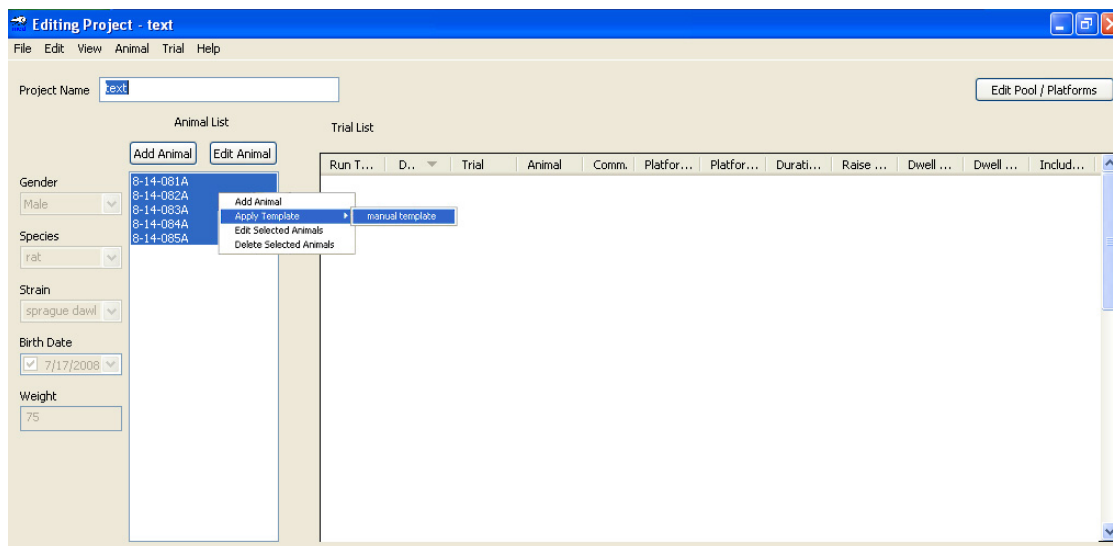 Editing Project - text
File Edit View Animal Trial Help
Project Name text
Edit Pool / Platforms
Animal List
Trial List
Add Animal Edit Animal
Run T... D.. Trial Animal Comm. Platfor... Platfor... Durati... Raise ... Dwell ... Dwell ... Includ...
Gender
Male
Species
rat
Strain
sprague dawl
Birth Date
7/17/2008
Weight
75
8-14-081A
8-14-082A
8-14-083A
8-14-084A
8-14-085A
Add Animal
Apply Template
manual template
Edit Selected Animals
Delete Selected Animals